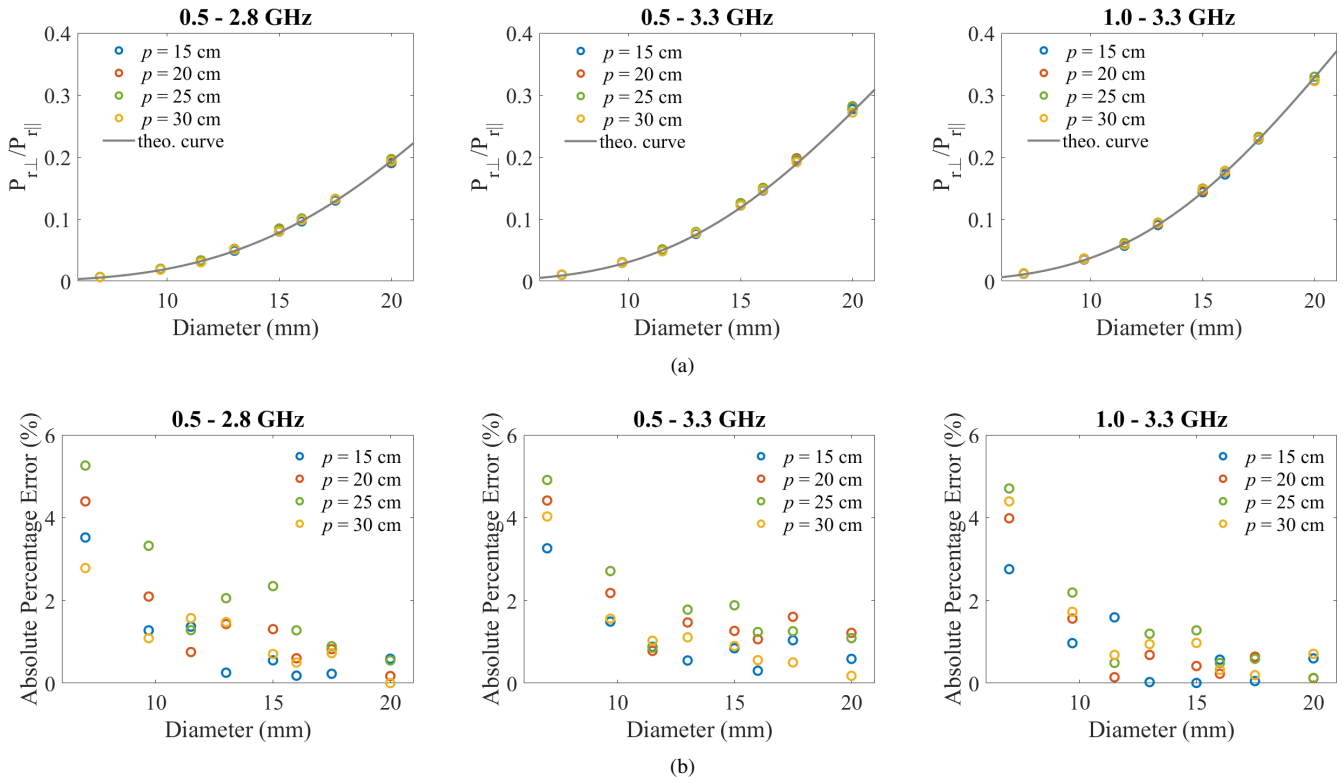 0.5 - 2.8 GHz
P_r⊥/P_r||
0.4
0.3
0.2
0.1
0
p = 15 cm
p = 20 cm
p = 25 cm
p = 30 cm
theo. curve
10 15 20
Diameter (mm)
0.5 - 3.3 GHz
P_r⊥/P_r||
0.4
0.3
0.2
0.1
0
p = 15 cm
p = 20 cm
p = 25 cm
p = 30 cm
theo. curve
10 15 20
Diameter (mm)
1.0 - 3.3 GHz
P_r⊥/P_r||
0.4
0.3
0.2
0.1
0
p = 15 cm
p = 20 cm
p = 25 cm
p = 30 cm
theo. curve
10 15 20
Diameter (mm)
(a)
0.5 - 2.8 GHz
Absolute Percentage Error (%)
6
4
2
0
p = 15 cm
p = 20 cm
p = 25 cm
p = 30 cm
10 15 20
Diameter (mm)
0.5 - 3.3 GHz
Absolute Percentage Error (%)
6
4
2
0
p = 15 cm
p = 20 cm
p = 25 cm
p = 30 cm
10 15 20
Diameter (mm)
1.0 - 3.3 GHz
Absolute Percentage Error (%)
6
4
2
0
p = 15 cm
p = 20 cm
p = 25 cm
p = 30 cm
10 15 20
Diameter (mm)
(b)